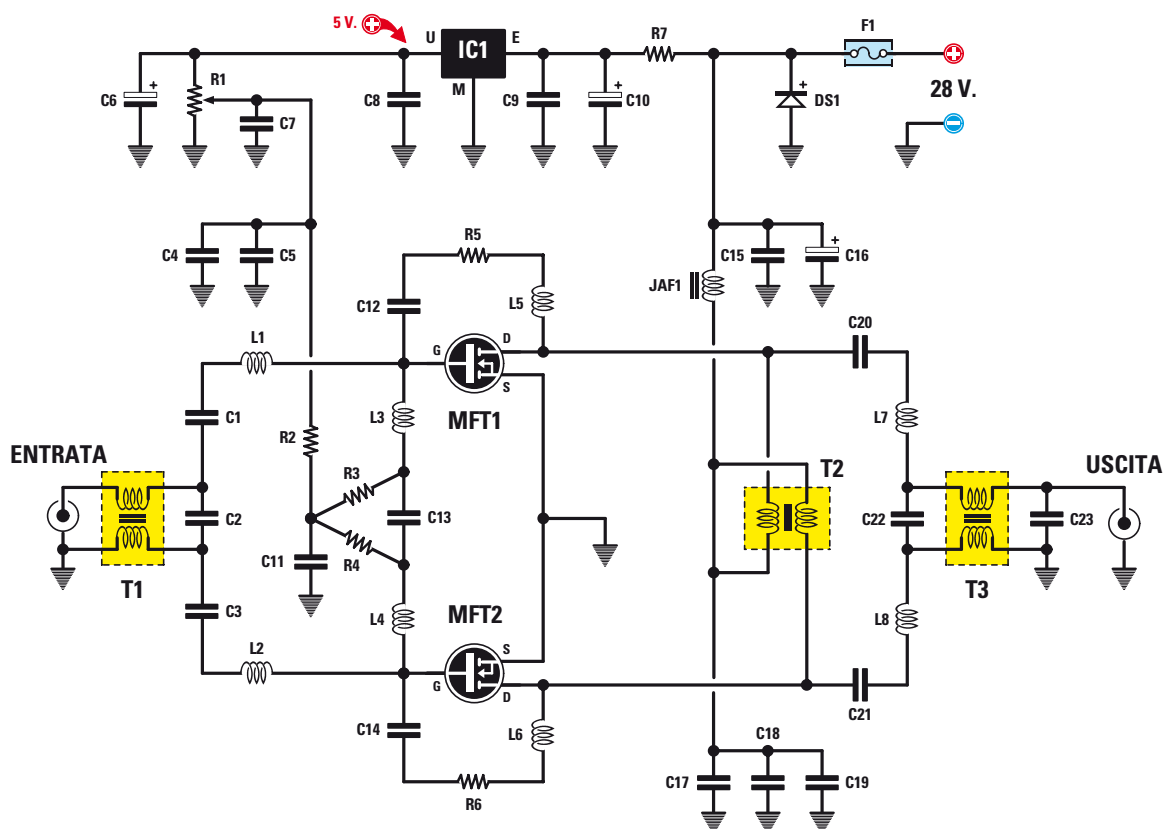 5 V.
U
IC1
E
M
R7
F1
28 V.
C6
+
R1
C7
C8
C9
+
C10
+
DS1
C4
C5
R5
C12
L5
JAF1
C15
+
C16
L1
G
D
S
MFT1
C20
C1
R2
L3
R3
L7
ENTRATA
C2
C13
T2
C22
C23
USCITA
T1
C11
R4
T3
C3
L4
MFT2
L8
L2
G
S
D
C21
C14
L6
R6
C17
C18
C19